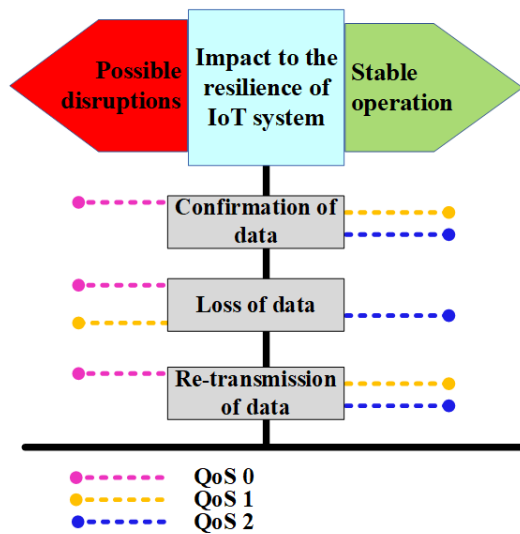 Possible
disruptions
Impact to the
resilience of
IoT system
Stable
operation
Confirmation of
data
Loss of data
Re-transmission
of data
QoS 0
QoS 1
QoS 2